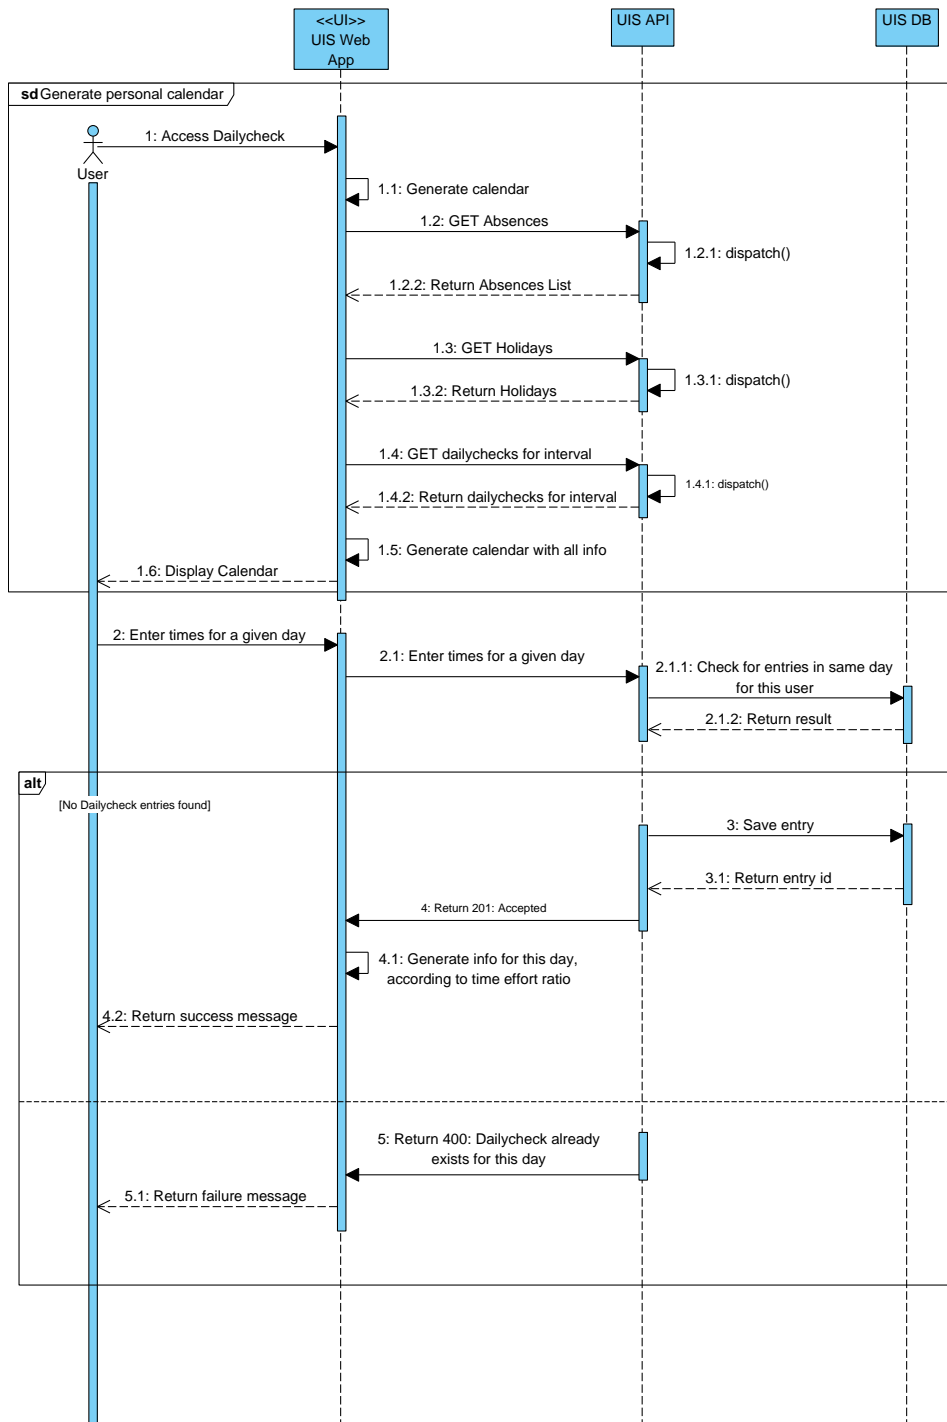 <<UI>>
UIS Web
App
UIS API
UIS DB
sd Generate personal calendar
User
1: Access Dailycheck
1.1: Generate calendar
1.2: GET Absences
1.2.1: dispatch()
1.2.2: Return Absences List
1.3: GET Holidays
1.3.1: dispatch()
1.3.2: Return Holidays
1.4: GET dailychecks for interval
1.4.1: dispatch()
1.4.2: Return dailychecks for interval
1.5: Generate calendar with all info
1.6: Display Calendar
2: Enter times for a given day
2.1: Enter times for a given day
2.1.1: Check for entries in same day
for this user
2.1.2: Return result
alt
[No Dailycheck entries found]
3: Save entry
3.1: Return entry id
4: Return 201: Accepted
4.1: Generate info for this day,
according to time effort ratio
4.2: Return success message
5: Return 400: Dailycheck already
exists for this day
5.1: Return failure message